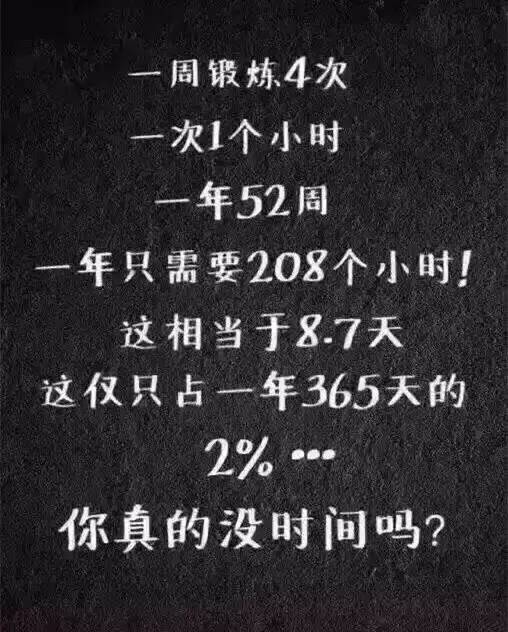 一周锻炼4次
一次1个小时
一年52周
一年只需要208个小时!
这相当于8.7天
这仅只占一年365天的
2%…
你真的没时间吗?